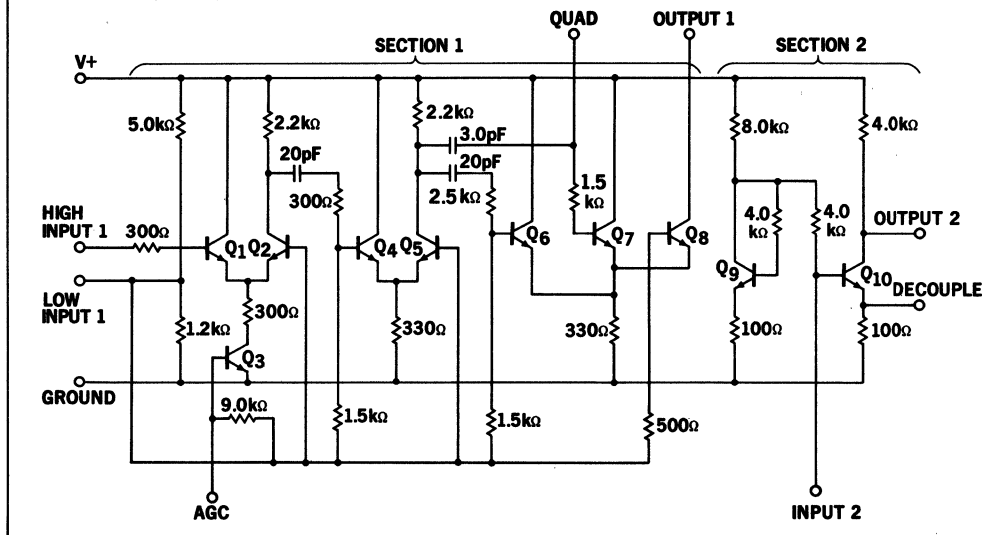 QUAD
OUTPUT 1
SECTION 1
SECTION 2
V+
5.0kΩ
2.2kΩ
2.2kΩ
8.0kΩ
4.0kΩ
3.0pF
20pF
20pF
300Ω
2.5kΩ
1.5
kΩ
4.0
kΩ
4.0
kΩ
HIGH
INPUT 1
300Ω
Q1
Q2
Q4
Q5
Q6
Q7
Q8
OUTPUT 2
Q9
Q10
DECOUPLE
LOW
INPUT 1
1.2kΩ
300Ω
330Ω
330Ω
100Ω
100Ω
Q3
GROUND
9.0kΩ
1.5kΩ
1.5kΩ
500Ω
AGC
INPUT 2